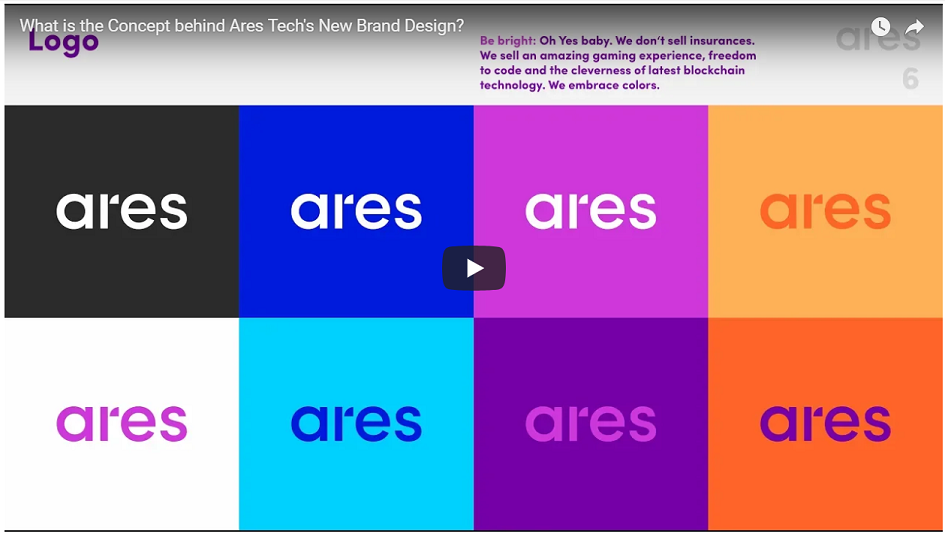 What is the Concept behind Ares Tech's New Brand Design?
Logo
Be bright: Oh Yes baby. We don't sell insurances.
We sell an amazing gaming experience, freedom
to code and the cleverness of latest blockchain
technology. We embrace colors.
ares
6
ares ares ares ares
ares ares ares ares